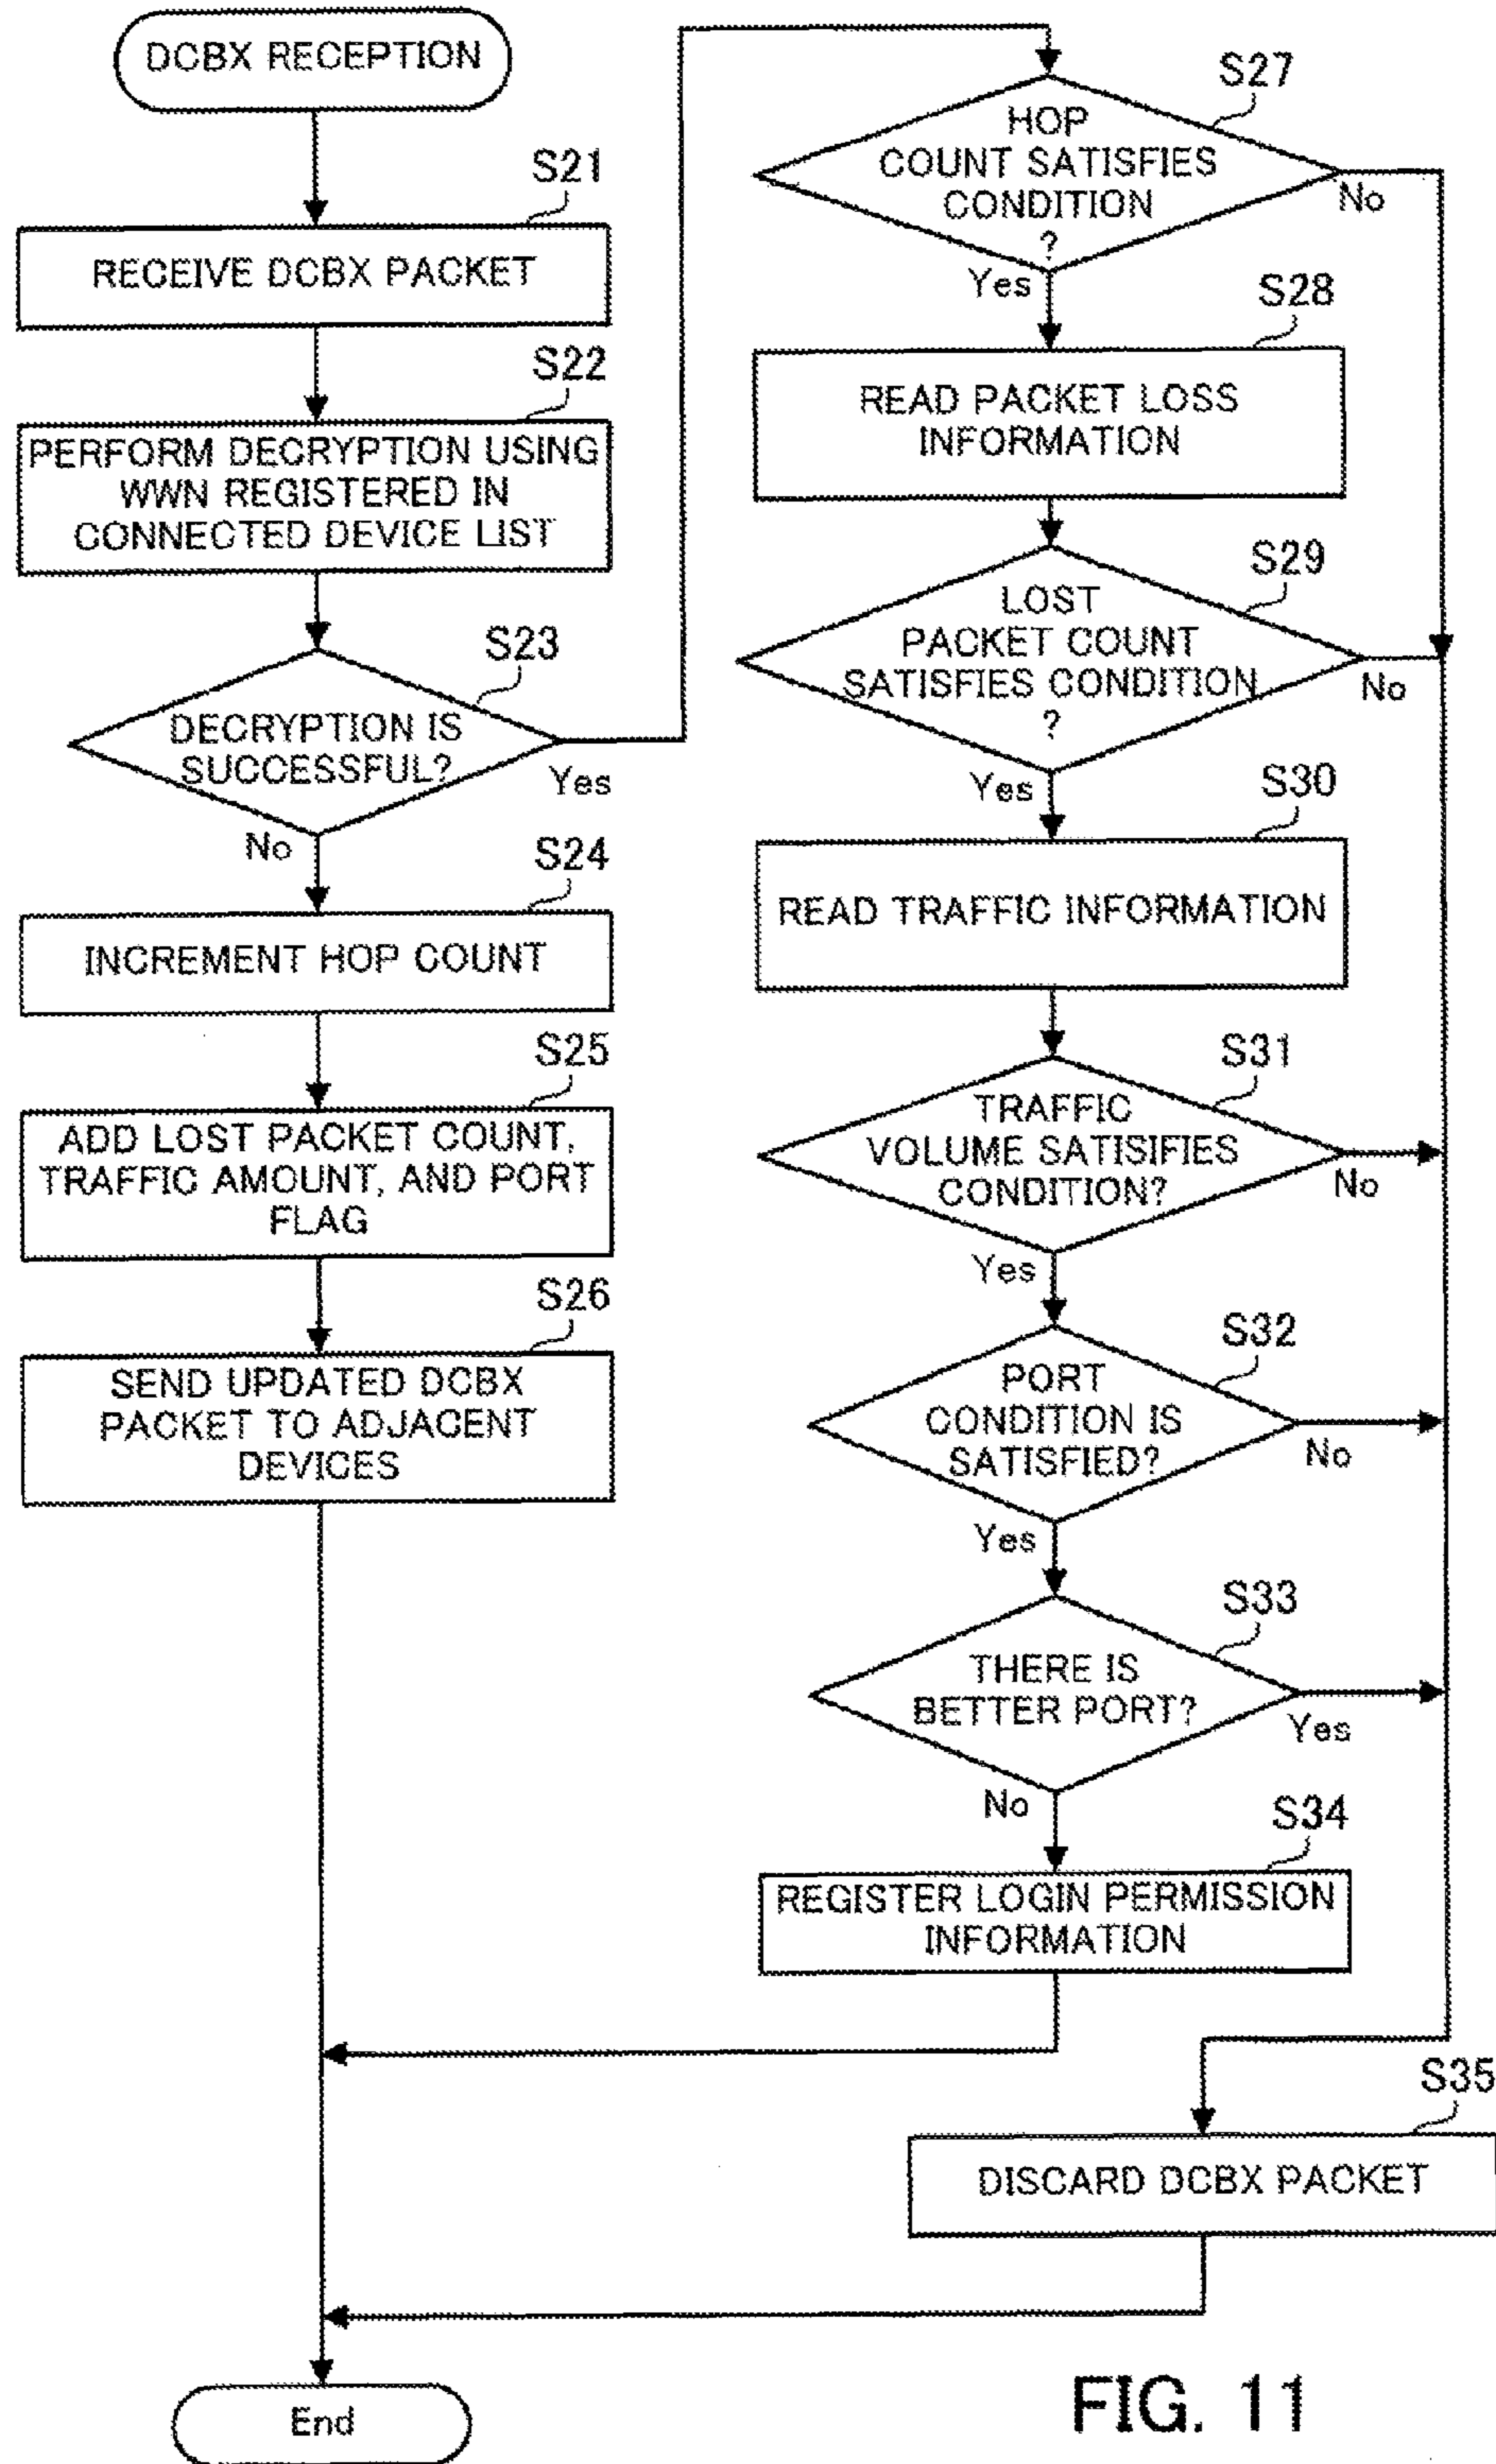 DCBX RECEPTION
S21
RECEIVE DCBX PACKET
S22
PERFORM DECRYPTION USING
WWN REGISTERED IN
CONNECTED DEVICE LIST
S23
DECRYPTION IS
SUCCESSFUL?
Yes
No
S24
INCREMENT HOP COUNT
S25
ADD LOST PACKET COUNT,
TRAFFIC AMOUNT, AND PORT
FLAG
S26
SEND UPDATED DCBX
PACKET TO ADJACENT
DEVICES
S27
HOP
COUNT SATISFIES
CONDITION
?
No
Yes
S28
READ PACKET LOSS
INFORMATION
S29
LOST
PACKET COUNT
SATISFIES CONDITION
?
No
Yes
S30
READ TRAFFIC INFORMATION
S31
TRAFFIC
VOLUME SATISIFIES
CONDITION?
No
Yes
S32
PORT
CONDITION IS
SATISFIED?
No
Yes
S33
THERE IS
BETTER PORT?
Yes
No
S34
REGISTER LOGIN PERMISSION
INFORMATION
S35
DISCARD DCBX PACKET
End
FIG. 11